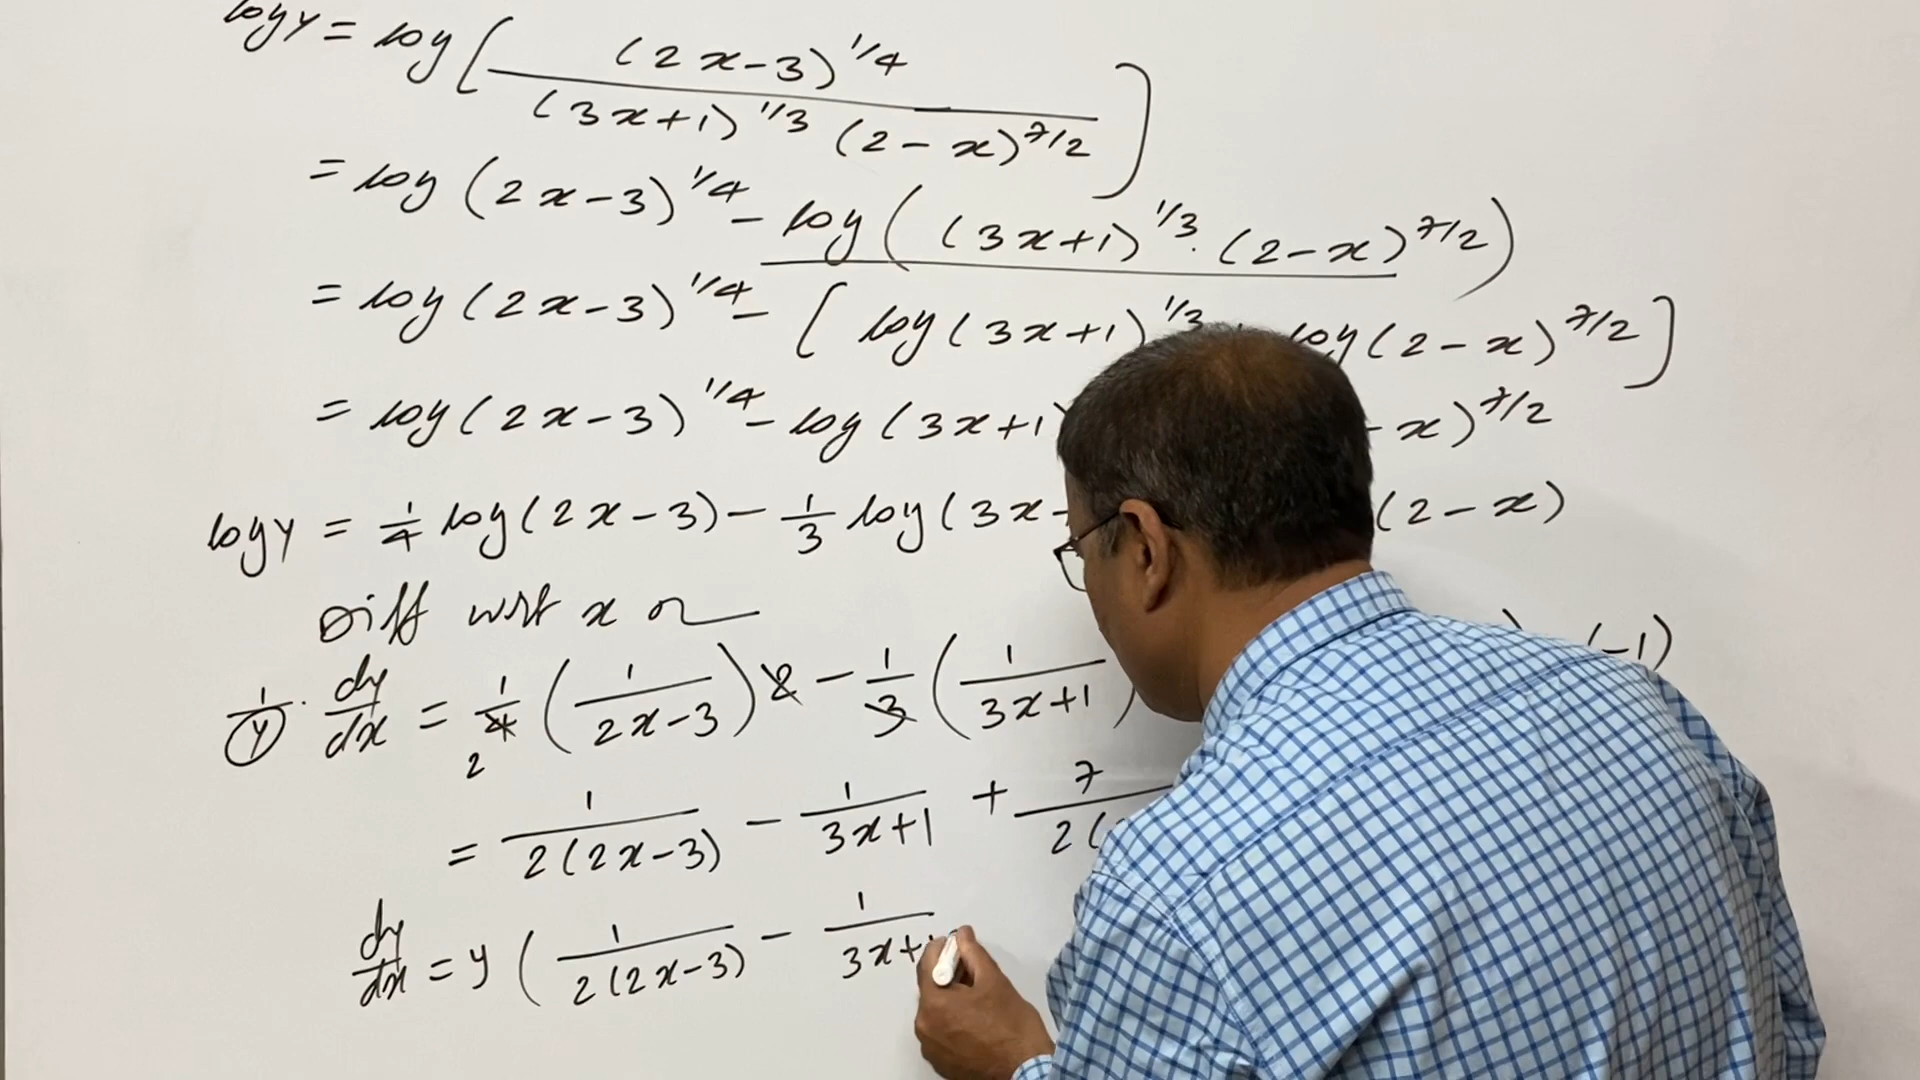 log y = log [ (2x-3)^1/4 / (3x+1)^1/3 (2-x)^7/2 ]
= log (2x-3)^1/4 - log ( (3x+1)^1/3 . (2-x)^7/2 )
= log (2x-3)^1/4 - [ log (3x+1)^1/3 log (2-x)^7/2 ]
= log (2x-3)^1/4 - log (3x+1 - x)^7/2
log y = 1/4 log (2x-3) - 1/3 log (3x (2-x)
Diff wrt x
1/y . dy/dx = 1/4 2 ( 1/2x-3 ) 2 - 1/3 ( 1/3x+1 ) (-1)
= 1/2(2x-3) - 1/3x+1 + 7/2(
dy/dx = y ( 1/2(2x-3) - 1/3x+